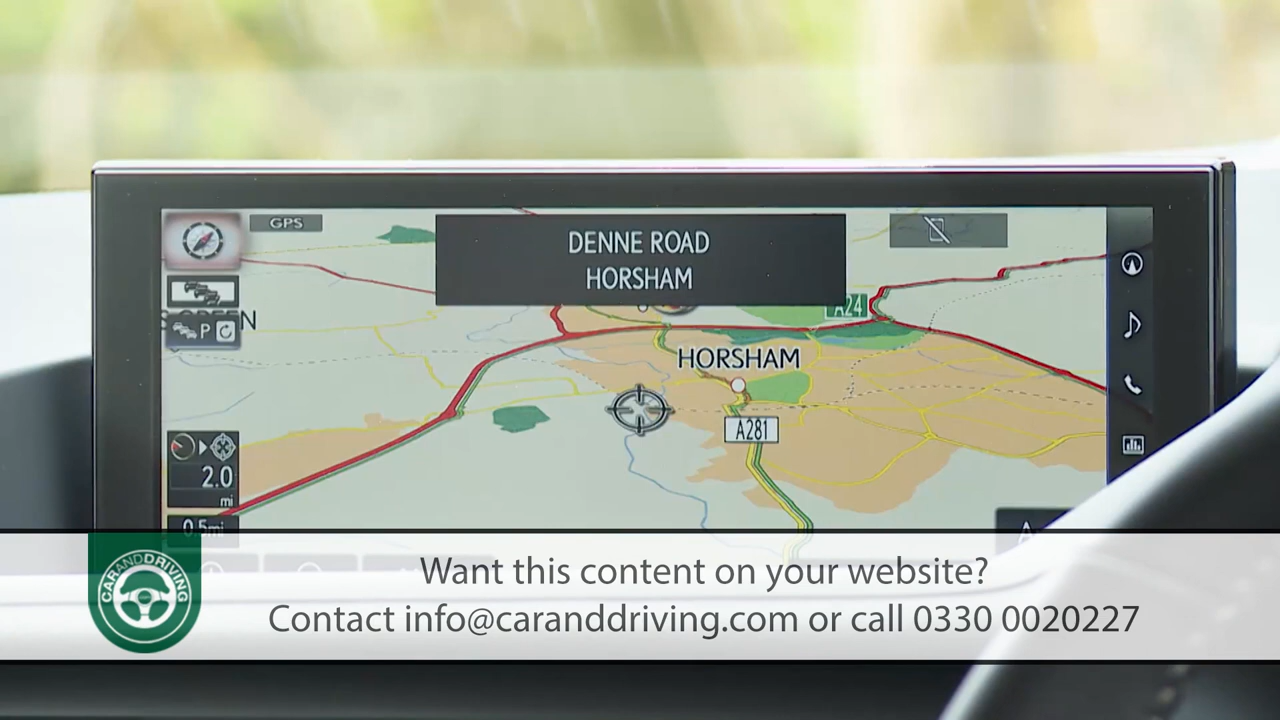 GPS
DENNE ROAD
HORSHAM
A24
HORSHAM
P
A281
2.0
mi
0.5mi
CARANDDRIVING
Want this content on your website?
Contact info@caranddriving.com or call 0330 0020227